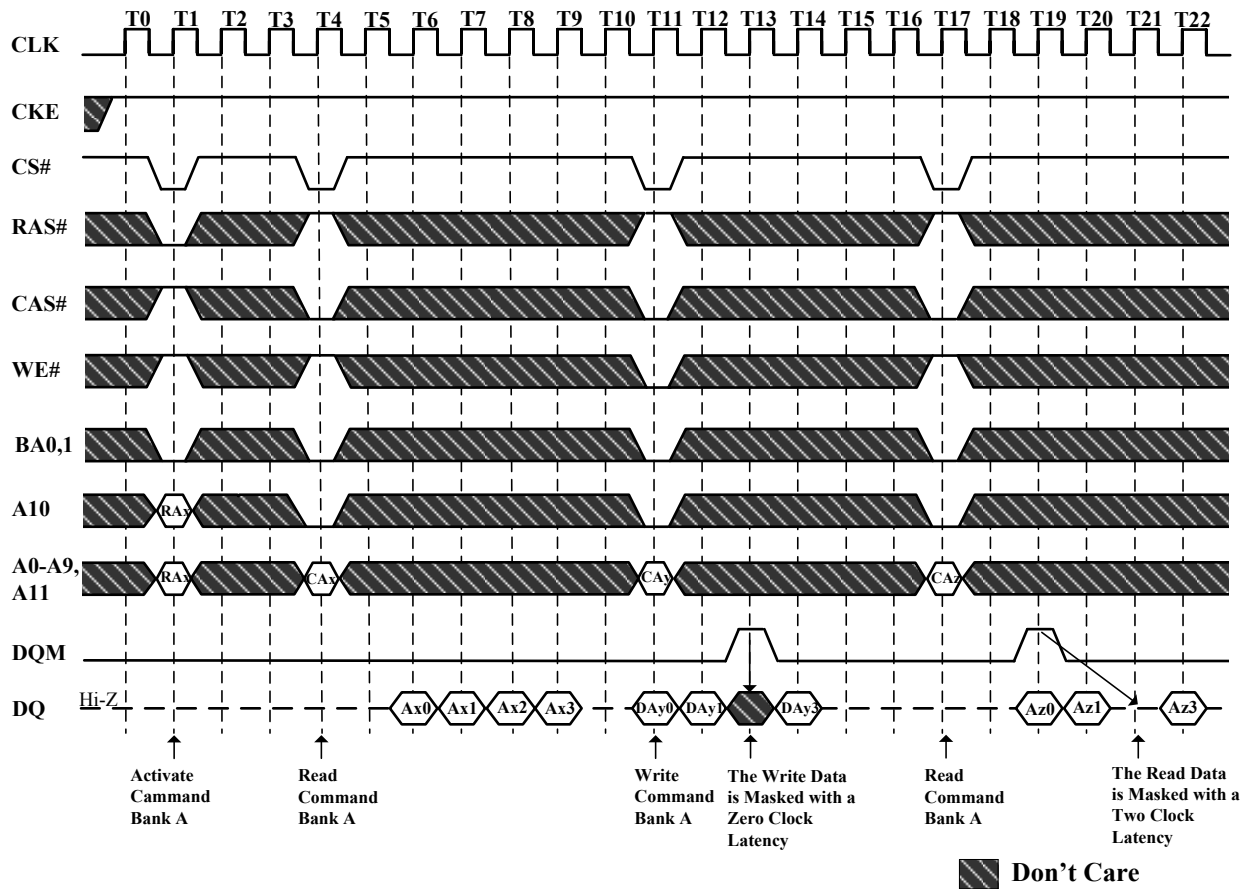 T0 T1 T2 T3 T4 T5 T6 T7 T8 T9 T10 T11 T12 T13 T14 T15 T16 T17 T18 T19 T20 T21 T22
CLK
CKE
CS#
RAS#
CAS#
WE#
BA0,1
A10 RAx
A0-A9,
A11
RAx CAx CAy CAz
DQM
DQ
Hi-Z
Ax0 Ax1 Ax2 Ax3 DAy0 DAy1 DAy3 Az0 Az1 Az3
Activate
Cammand
Bank A
Read
Command
Bank A
Write
Command
Bank A
The Write Data
is Masked with a
Zero Clock
Latency
Read
Command
Bank A
The Read Data
is Masked with a
Two Clock
Latency
Don't Care